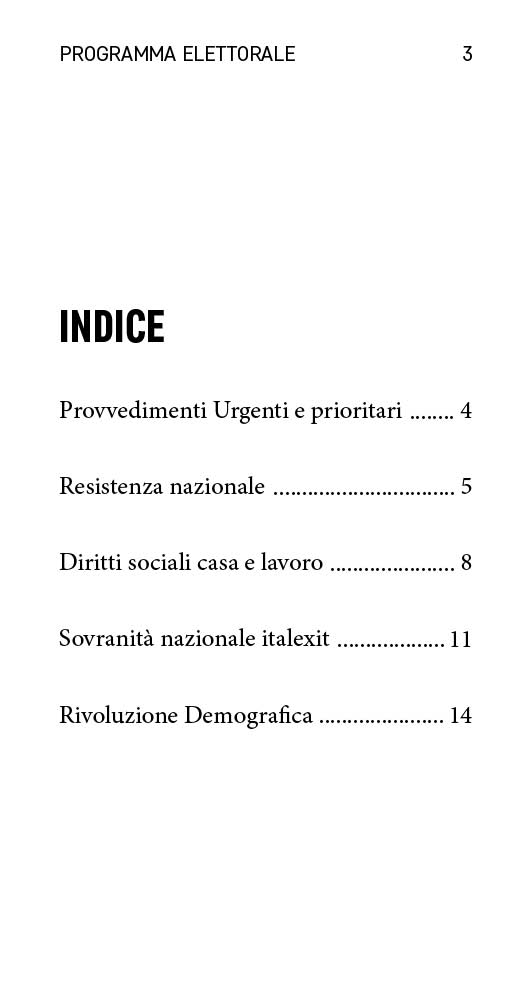 PROGRAMMA ELETTORALE 3
INDICE
Provvedimenti Urgenti e prioritari ........ 4
Resistenza nazionale ................................ 5
Diritti sociali casa e lavoro ...................... 8
Sovranità nazionale italexit ................... 11
Rivoluzione Demografica ...................... 14